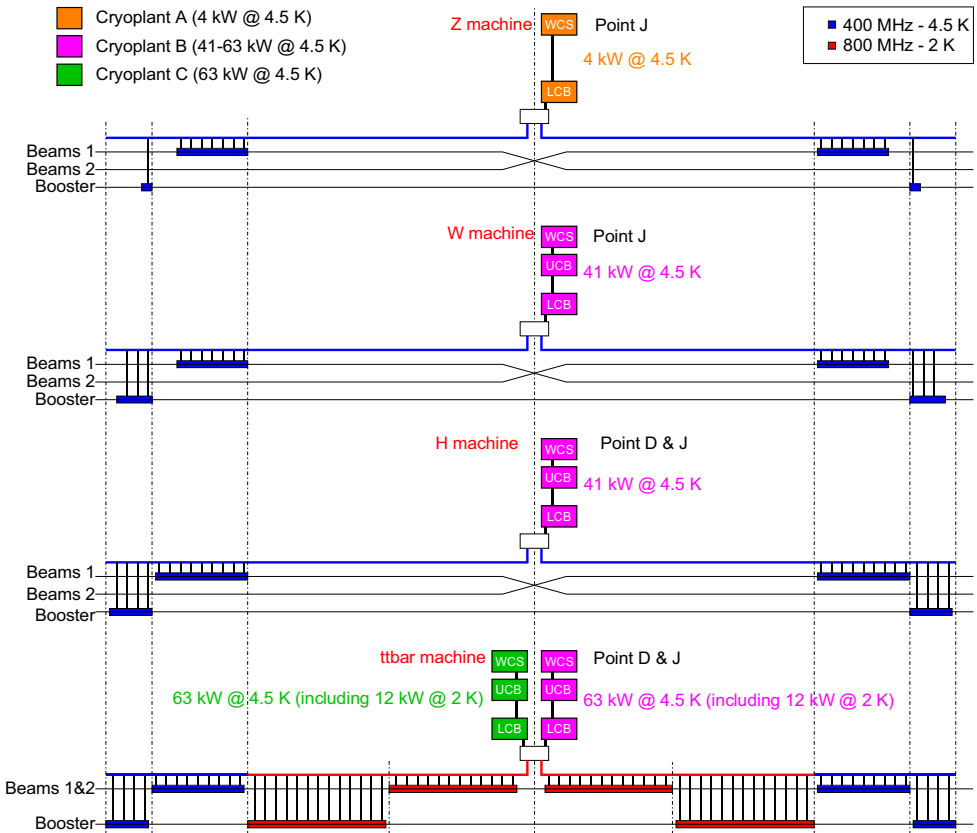 Cryoplant A (4 kW @ 4.5 K)
Cryoplant B (41-63 kW @ 4.5 K)
Cryoplant C (63 kW @ 4.5 K)
400 MHz - 4.5 K
800 MHz - 2 K
Z machine
WCS
Point J
4 kW @ 4.5 K
LCB
Beams 1
Beams 2
Booster
W machine
WCS
Point J
UCB
41 kW @ 4.5 K
LCB
Beams 1
Beams 2
Booster
H machine
WCS
Point D & J
UCB
41 kW @ 4.5 K
LCB
Beams 1
Beams 2
Booster
ttbar machine
WCS
WCS
Point D & J
UCB
UCB
63 kW @ 4.5 K (including 12 kW @ 2 K)
63 kW @ 4.5 K (including 12 kW @ 2 K)
LCB
LCB
Beams 1&2
Booster